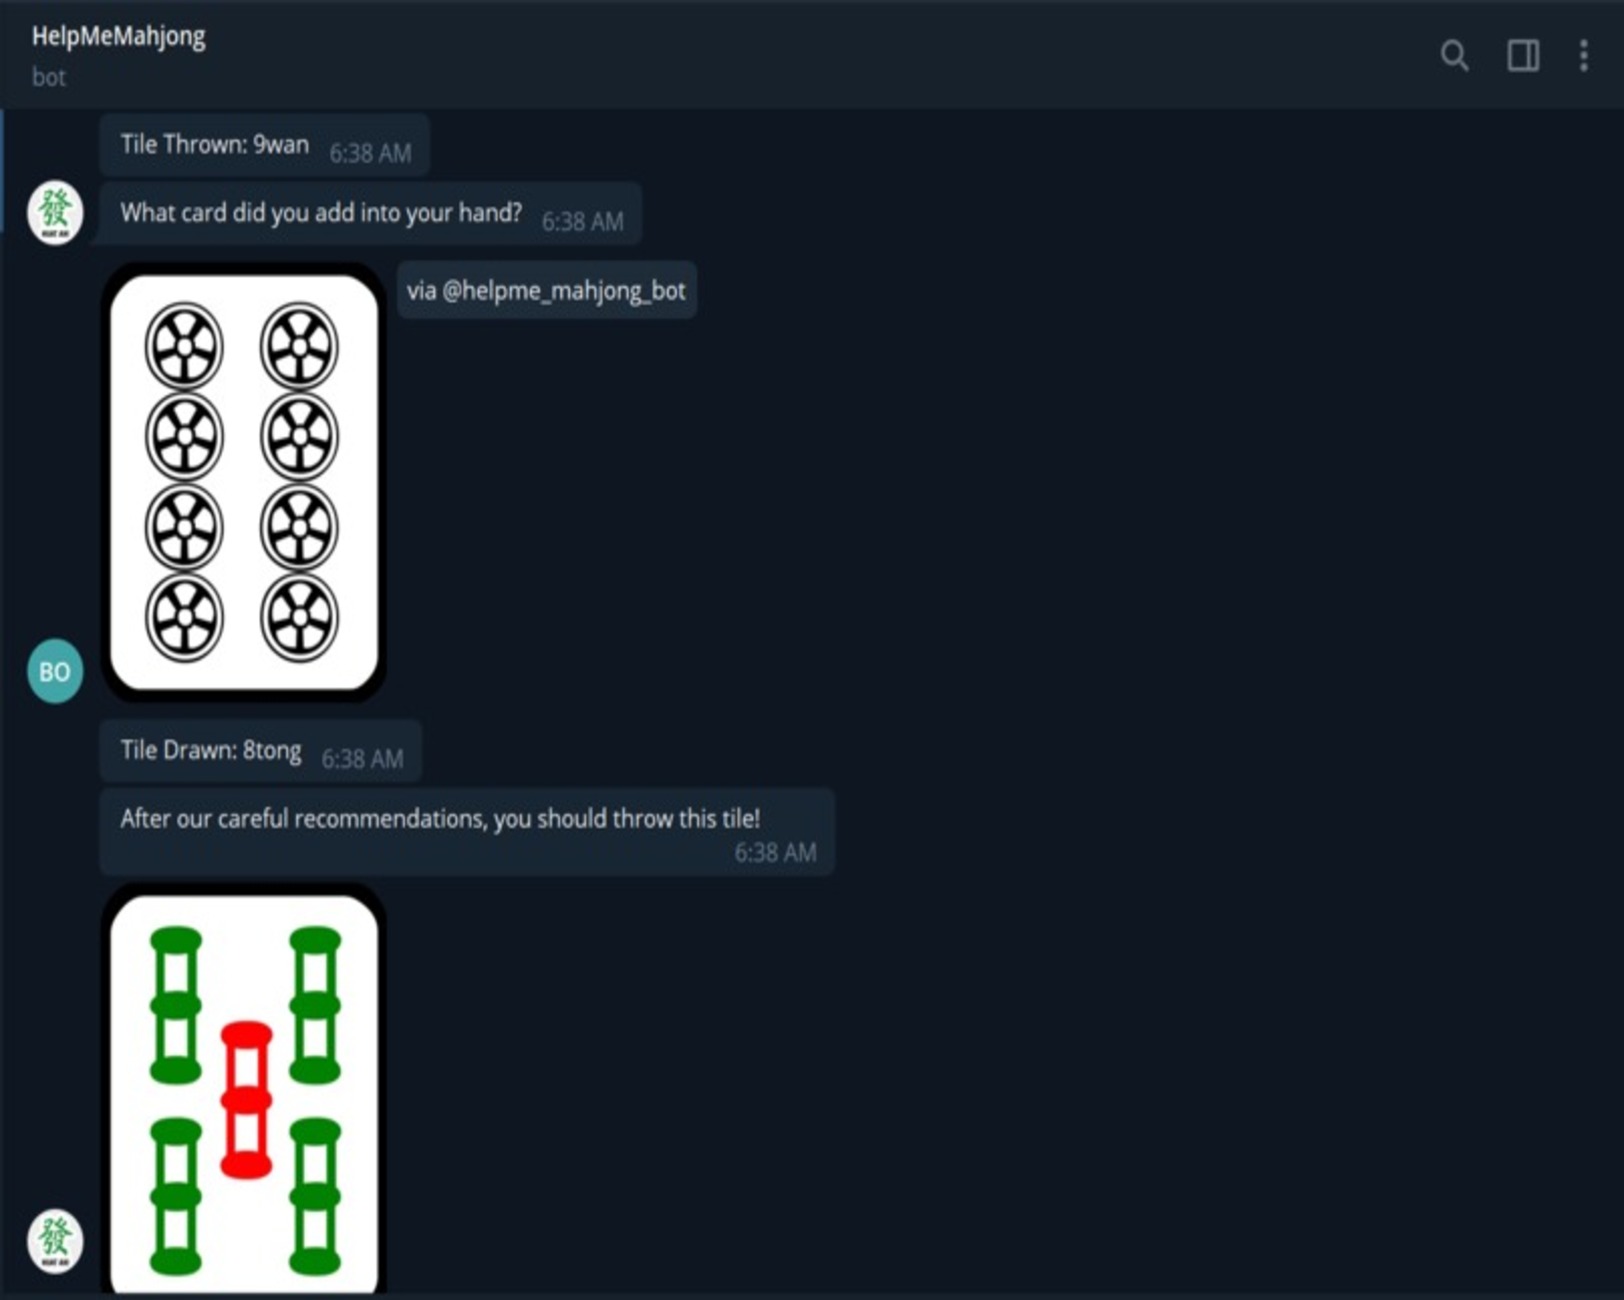 HelpMeMahjong
bot
Tile Thrown: 9wan 6:38 AM
發
What card did you add into your hand? 6:38 AM
via @helpme_mahjong_bot
BO
Tile Drawn: 8tong 6:38 AM
After our careful recommendations, you should throw this tile!
6:38 AM
發